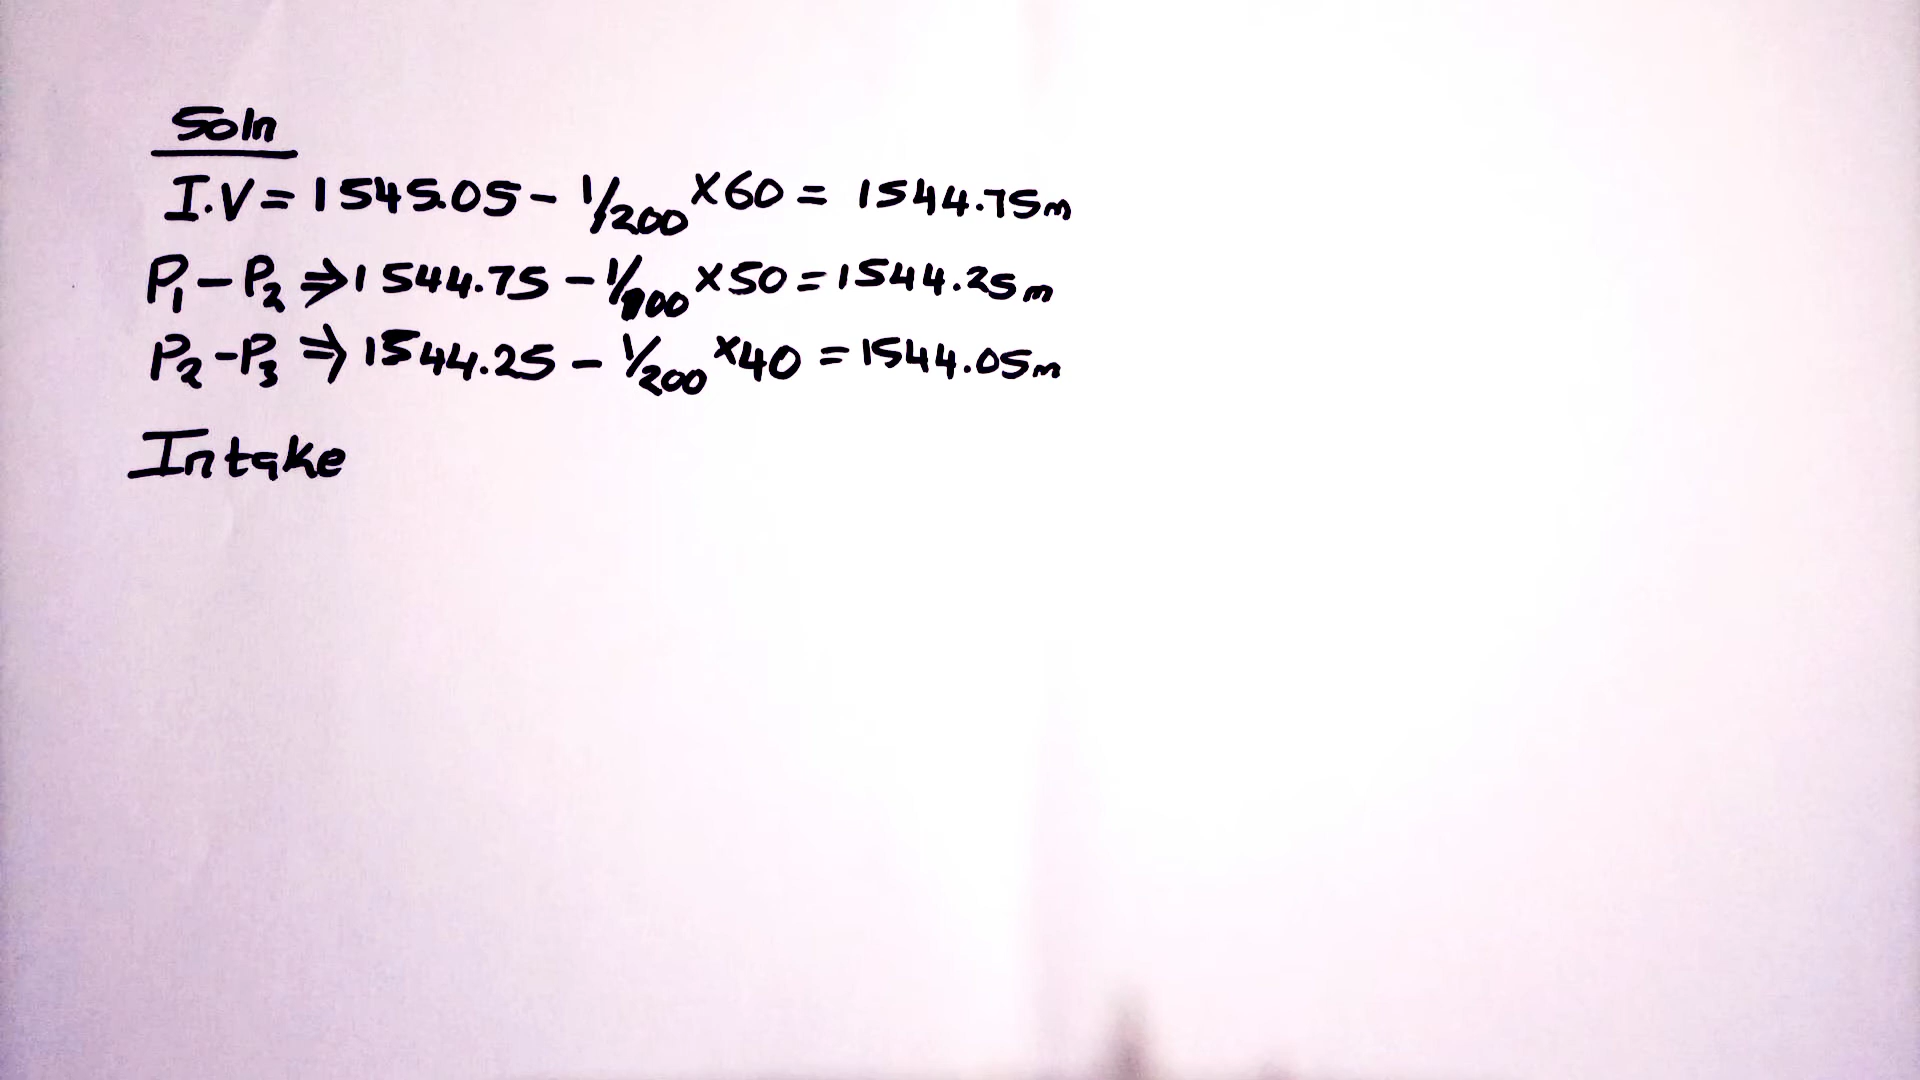 Soln
I.V = 1545.05 - 1/200 × 60 = 1544.75m
P1 - P2 ⇒ 1544.75 - 1/100 × 50 = 1544.25m
P2 - P3 ⇒ 1544.25 - 1/200 × 40 = 1544.05m
Intake